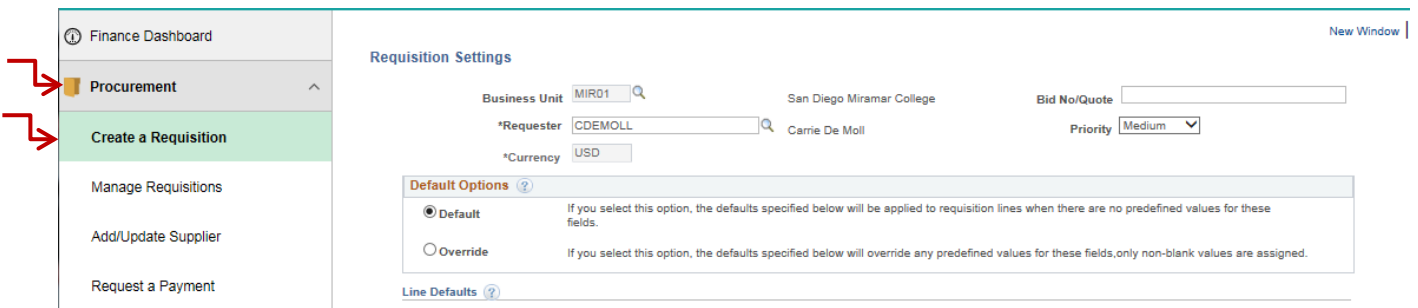 Finance Dashboard
New Window
Procurement
Create a Requisition
Manage Requisitions
Add/Update Supplier
Request a Payment
Requisition Settings
Business Unit MIR01 San Diego Miramar College Bid No/Quote
*Requester CDEMOLL Carrie De Moll Priority Medium
*Currency USD
Default Options ?
Default If you select this option, the defaults specified below will be applied to requisition lines when there are no predefined values for these
fields.
Override If you select this option, the defaults specified below will override any predefined values for these fields,only non-blank values are assigned.
Line Defaults ?